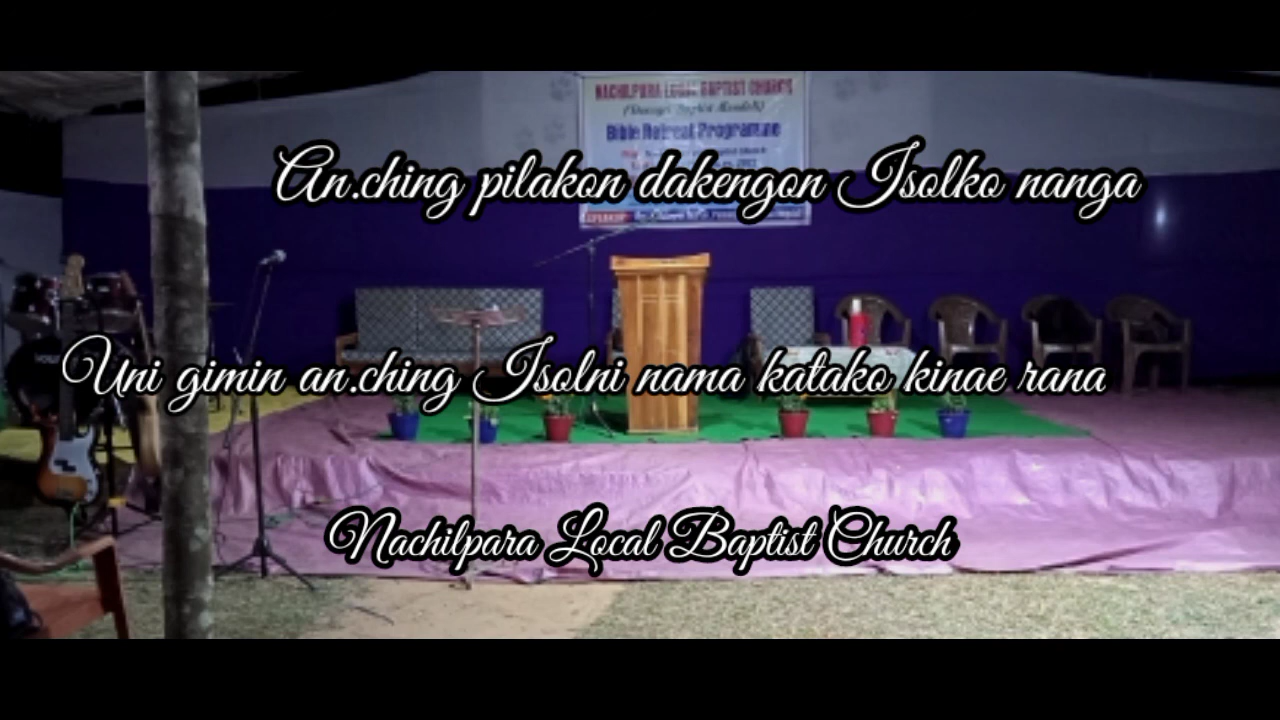 NACHILPARA LOCAL BAPTIST CHURCH
Bible Retreat Programme
An.ching pilakon dakengon Isolko nanga
Uni gimin an.ching Isolni nama katako kinae rana
Nachilpara Local Baptist Church